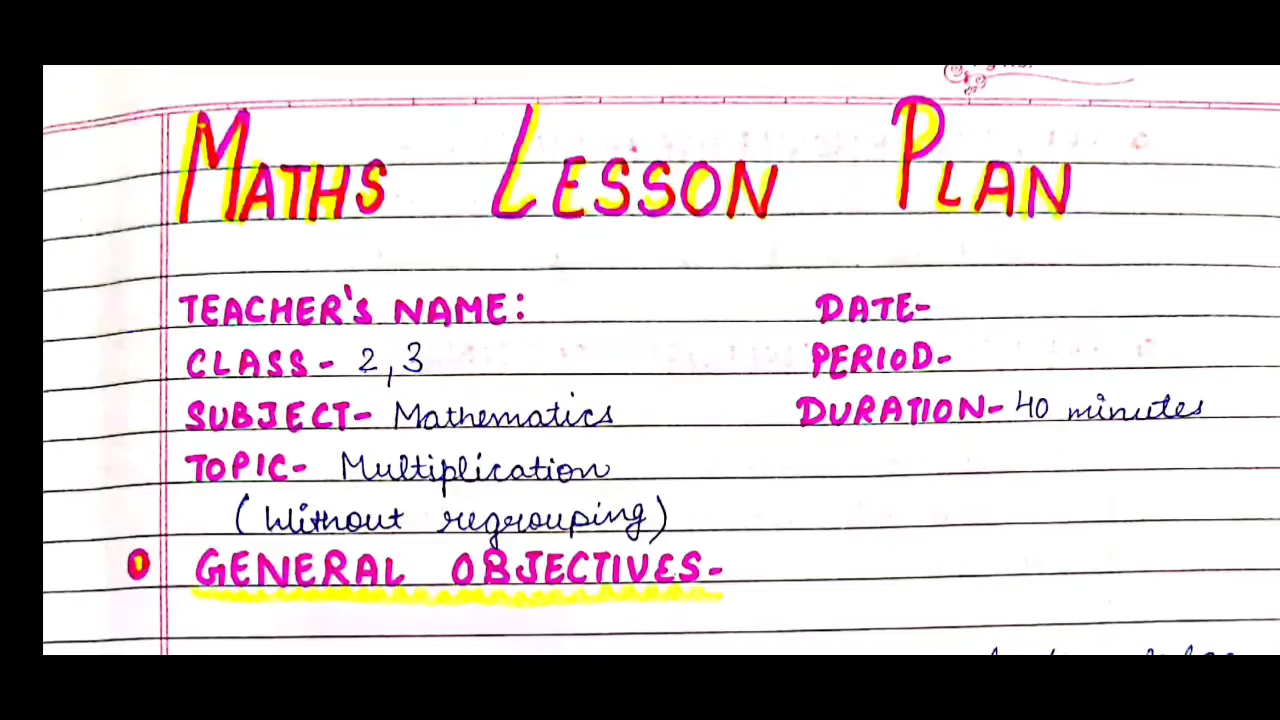 MATHS LESSON PLAN
TEACHER'S NAME: DATE-
CLASS- 2, 3 PERIOD-
SUBJECT- Mathematics DURATION- 40 minutes
TOPIC- Multiplication
(Without regrouping)
GENERAL OBJECTIVES-